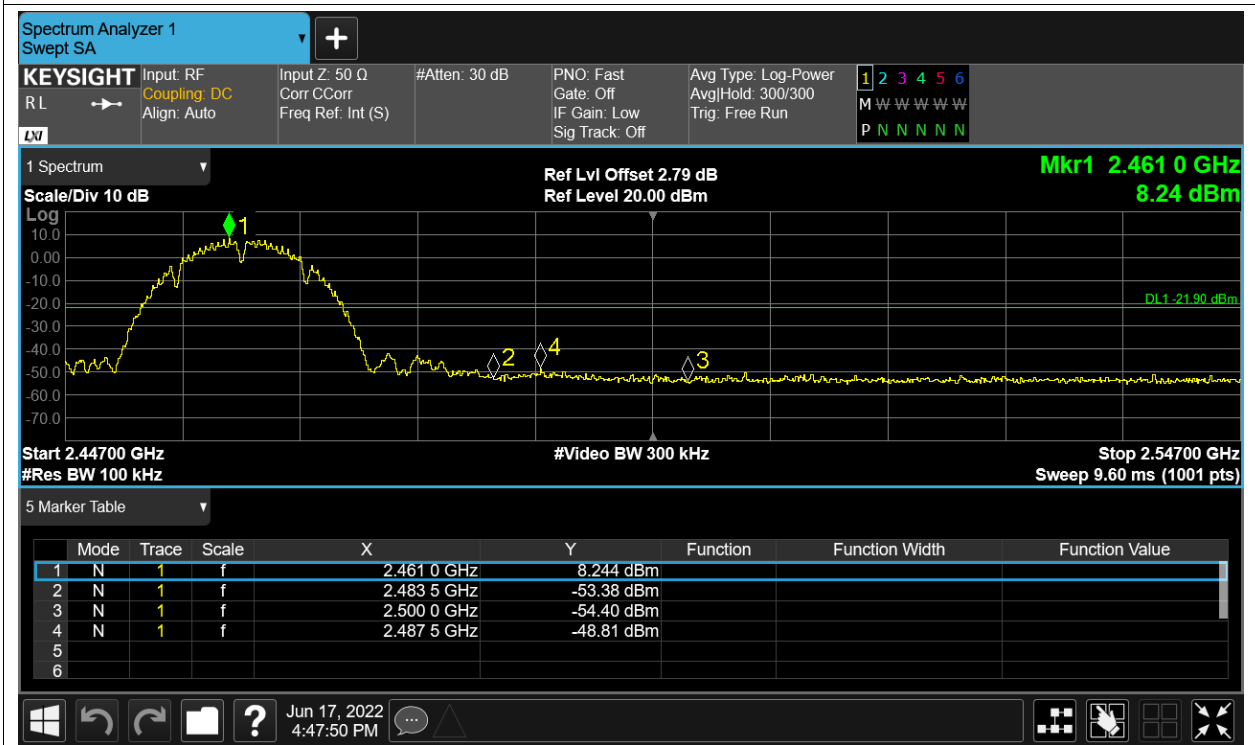 Spectrum Analyzer 1
Swept SA
+
KEYSIGHT Input: RF Input Z: 50 Ω #Atten: 30 dB PNO: Fast Avg Type: Log-Power 1 2 3 4 5 6
R L Coupling: DC Corr CCorr Gate: Off Avg|Hold: 300/300 M W W W W W
Align: Auto Freq Ref: Int (S) IF Gain: Low Trig: Free Run
LXI Sig Track: Off P N N N N N
1 Spectrum Ref Lvl Offset 2.79 dB Mkr1 2.461 0 GHz
Scale/Div 10 dB Ref Level 20.00 dBm 8.24 dBm
Log
1
10.0
0.00
-10.0
-20.0 DL1 -21.90 dBm
-30.0
-40.0 4
-50.0 2 3
-60.0
-70.0
Start 2.44700 GHz #Video BW 300 kHz Stop 2.54700 GHz
#Res BW 100 kHz Sweep 9.60 ms (1001 pts)
5 Marker Table
Mode Trace Scale X Y Function Function Width Function Value
1 N 1 f 2.461 0 GHz 8.244 dBm
2 N 1 f 2.483 5 GHz -53.38 dBm
3 N 1 f 2.500 0 GHz -54.40 dBm
4 N 1 f 2.487 5 GHz -48.81 dBm
5
6
? Jun 17, 2022
4:47:50 PM